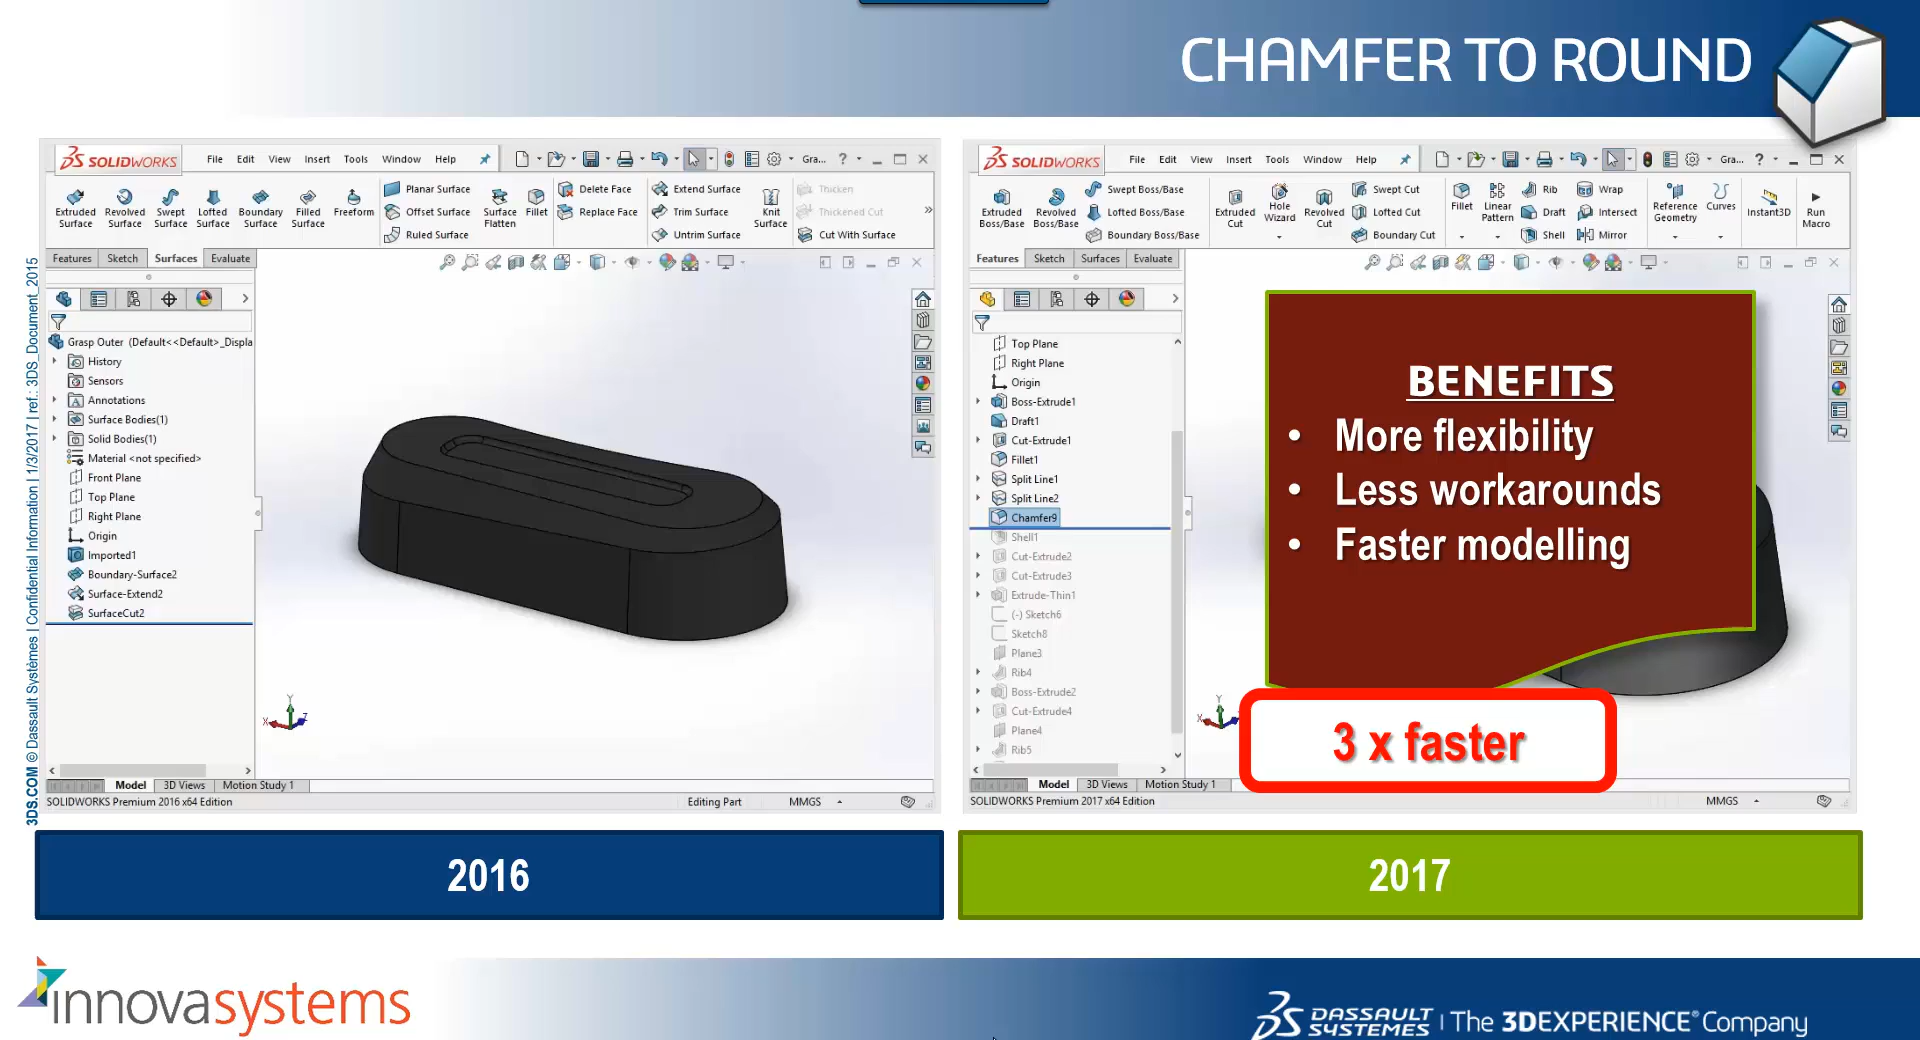 CHAMFER TO ROUND
3DS.COM © Dassault Systèmes | Confidential Information | 1/3/2017 | ref.: 3DS_Document_2015
SOLIDWORKS File Edit View Insert Tools Window Help Gra... ?
Extruded Surface
Revolved Surface
Swept Surface
Lofted Surface
Boundary Surface
Filled Surface
Freeform
Planar Surface
Offset Surface
Ruled Surface
Surface Flatten
Fillet
Delete Face
Replace Face
Extend Surface
Trim Surface
Untrim Surface
Knit Surface
Thicken
Thickened Cut
Cut With Surface
Features Sketch Surfaces Evaluate
Grasp Outer (Default<<Default>_Displa
History
Sensors
Annotations
Surface Bodies(1)
Solid Bodies(1)
Material <not specified>
Front Plane
Top Plane
Right Plane
Origin
Imported1
Boundary-Surface2
Surface-Extend2
SurfaceCut2
Y
X Z
Model 3D Views Motion Study 1
SOLIDWORKS Premium 2016 x64 Edition Editing Part MMGS
2016
SOLIDWORKS File Edit View Insert Tools Window Help Gra... ?
Extruded Boss/Base
Revolved Boss/Base
Swept Boss/Base
Lofted Boss/Base
Boundary Boss/Base
Extruded Cut
Hole Wizard
Revolved Cut
Swept Cut
Lofted Cut
Boundary Cut
Fillet
Linear Pattern
Rib
Draft
Shell
Wrap
Intersect
Mirror
Reference Geometry
Curves
Instant3D
Run Macro
Features Sketch Surfaces Evaluate
Top Plane
Right Plane
Origin
Boss-Extrude1
Draft1
Cut-Extrude1
Fillet1
Split Line1
Split Line2
Chamfer9
Shell1
Cut-Extrude2
Cut-Extrude3
Extrude-Thin1
(-) Sketch6
Sketch8
Plane3
Rib4
Boss-Extrude2
Cut-Extrude4
Plane4
Rib5
BENEFITS
• More flexibility
• Less workarounds
• Faster modelling
3 x faster
Y
X
Model 3D Views Motion Study 1
SOLIDWORKS Premium 2017 x64 Edition MMGS
2017
innovasystems
DASSAULT SYSTEMES | The 3DEXPERIENCE® Company